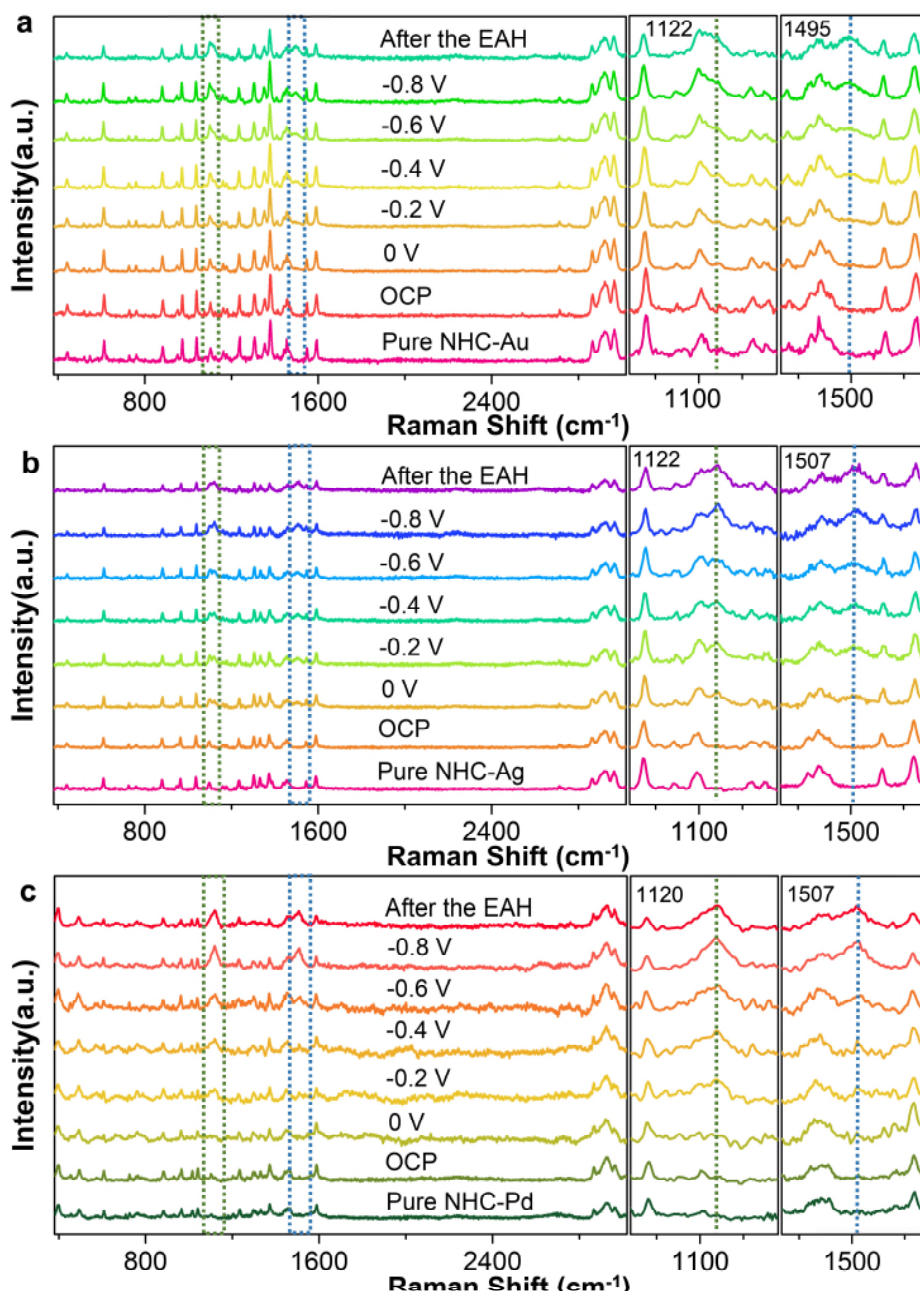 a
Intensity(a.u.)
After the EAH
-0.8 V
-0.6 V
-0.4 V
-0.2 V
0 V
OCP
Pure NHC-Au
1122
1495
800
1600
2400
1100
1500
Raman Shift (cm⁻¹)
b
Intensity(a.u.)
After the EAH
-0.8 V
-0.6 V
-0.4 V
-0.2 V
0 V
OCP
Pure NHC-Ag
1122
1507
800
1600
2400
1100
1500
Raman Shift (cm⁻¹)
c
Intensity(a.u.)
After the EAH
-0.8 V
-0.6 V
-0.4 V
-0.2 V
0 V
OCP
Pure NHC-Pd
1120
1507
800
1600
2400
1100
1500
Raman Shift (cm⁻¹)